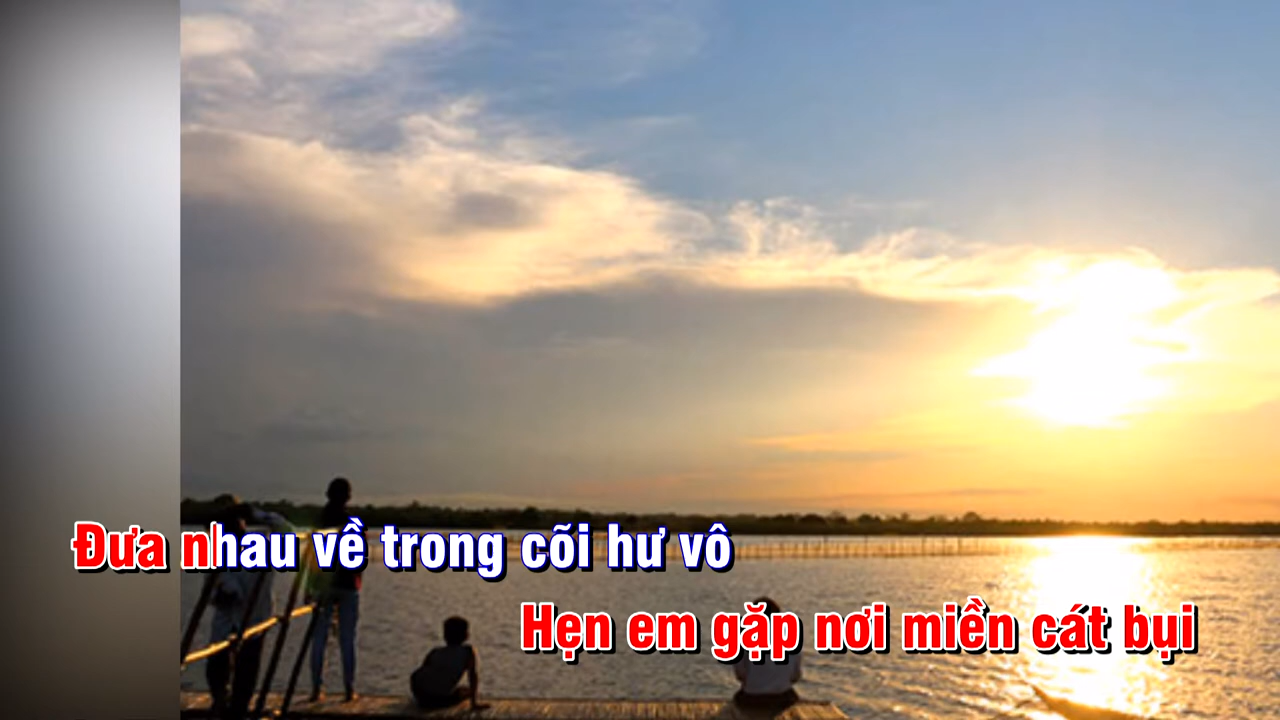 Đưa nhau về trong cõi hư vô
Hẹn em gặp nơi miền cát bụi